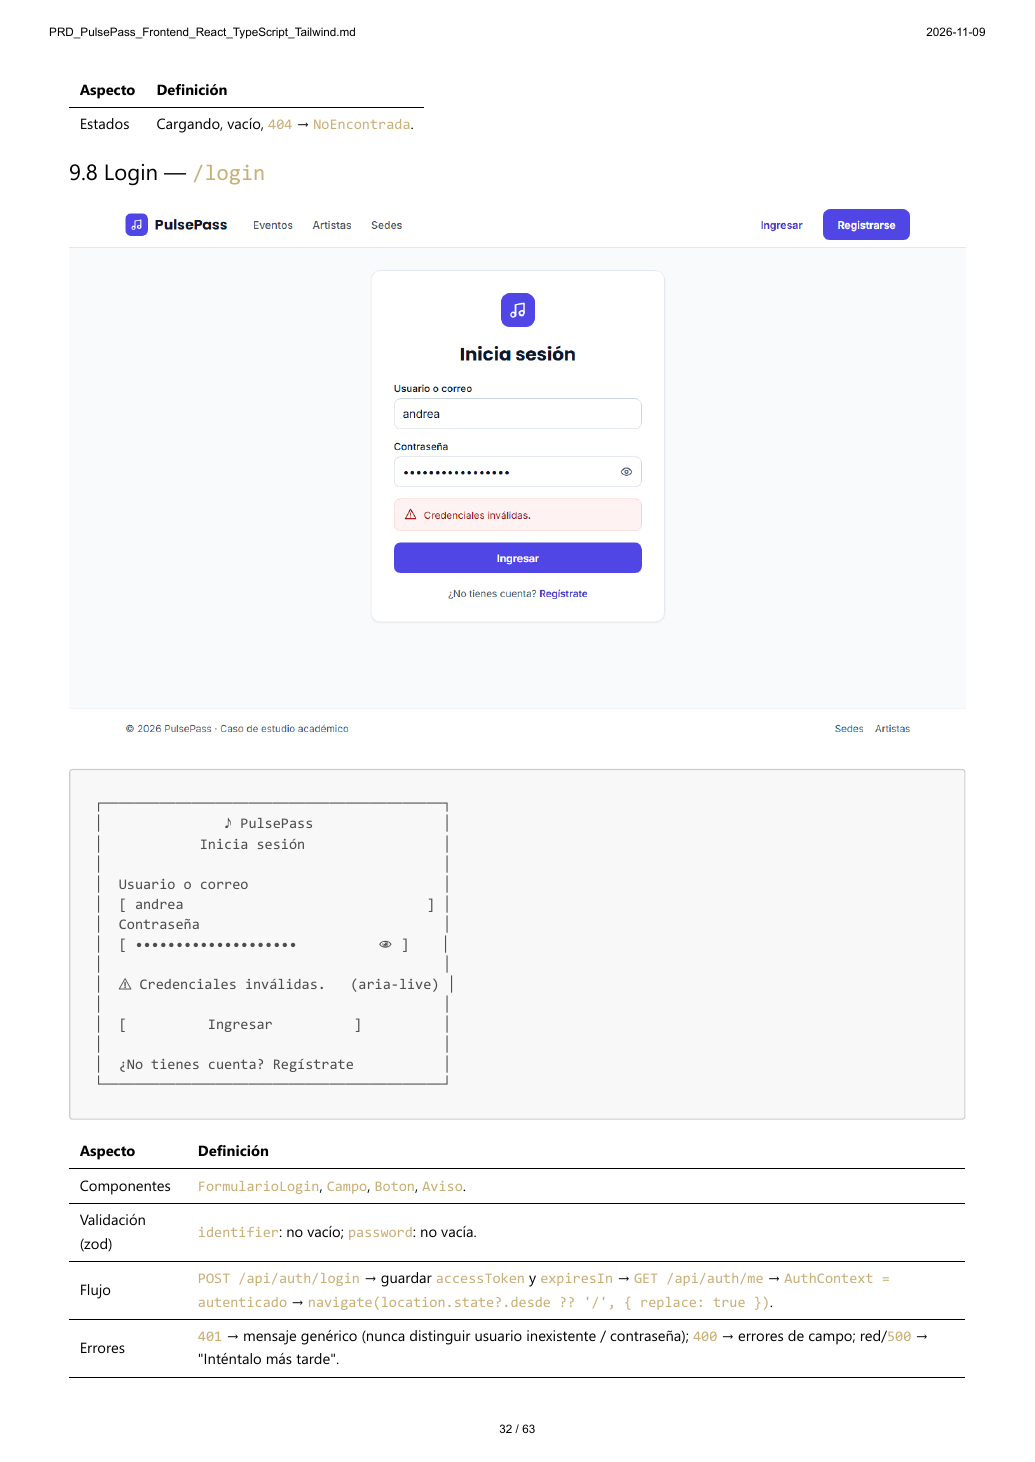 PRD_PulsePass_Frontend_React_TypeScript_Tailwind.md 2026-11-09
Aspecto Definición
Estados Cargando, vacío, 404 → NoEncontrada.
9.8 Login — /login
PulsePass Eventos Artistas Sedes Ingresar Registrarse
Inicia sesión
Usuario o correo
andrea
Contraseña
•••••••••••••••••
Credenciales inválidas.
Ingresar
¿No tienes cuenta? Regístrate
© 2026 PulsePass · Caso de estudio académico Sedes Artistas
♪ PulsePass
Inicia sesión
Usuario o correo
[ andrea ]
Contraseña
[ •••••••••••••••••••• 👁 ]
⚠ Credenciales inválidas. (aria-live)
[ Ingresar ]
¿No tienes cuenta? Regístrate
Aspecto Definición
Componentes FormularioLogin, Campo, Boton, Aviso.
Validación
(zod)
identifier: no vacío; password: no vacía.
Flujo
POST /api/auth/login → guardar accessToken y expiresIn → GET /api/auth/me → AuthContext =
autenticado → navigate(location.state?.desde ?? '/', { replace: true }).
Errores
401 → mensaje genérico (nunca distinguir usuario inexistente / contraseña); 400 → errores de campo; red/500 →
"Inténtalo más tarde".
32 / 63